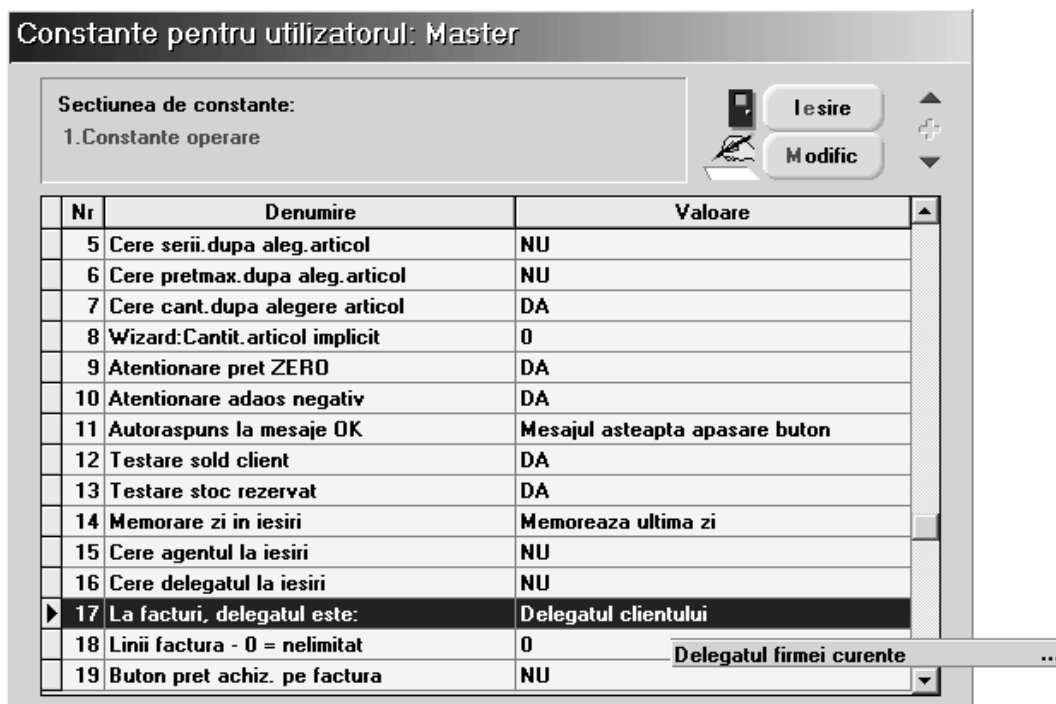 Constante pentru utilizatorul: Master
Sectiunea de constante:
1.Constante operare
Iesire
Modific
Nr Denumire Valoare
5 Cere serii.dupa aleg.articol NU
6 Cere pretmax.dupa aleg.articol NU
7 Cere cant.dupa alegere articol DA
8 Wizard:Cantit.articol implicit 0
9 Atentionare pret ZERO DA
10 Atentionare adaos negativ DA
11 Autoraspuns la mesaje OK Mesajul asteapta apasare buton
12 Testare sold client DA
13 Testare stoc rezervat DA
14 Memorare zi in iesiri Memoreaza ultima zi
15 Cere agentul la iesiri NU
16 Cere delegatul la iesiri NU
17 La facturi, delegatul este: Delegatul clientului
18 Linii factura - 0 = nelimitat 0
Delegatul firmei curente ...
19 Buton pret achiz. pe factura NU